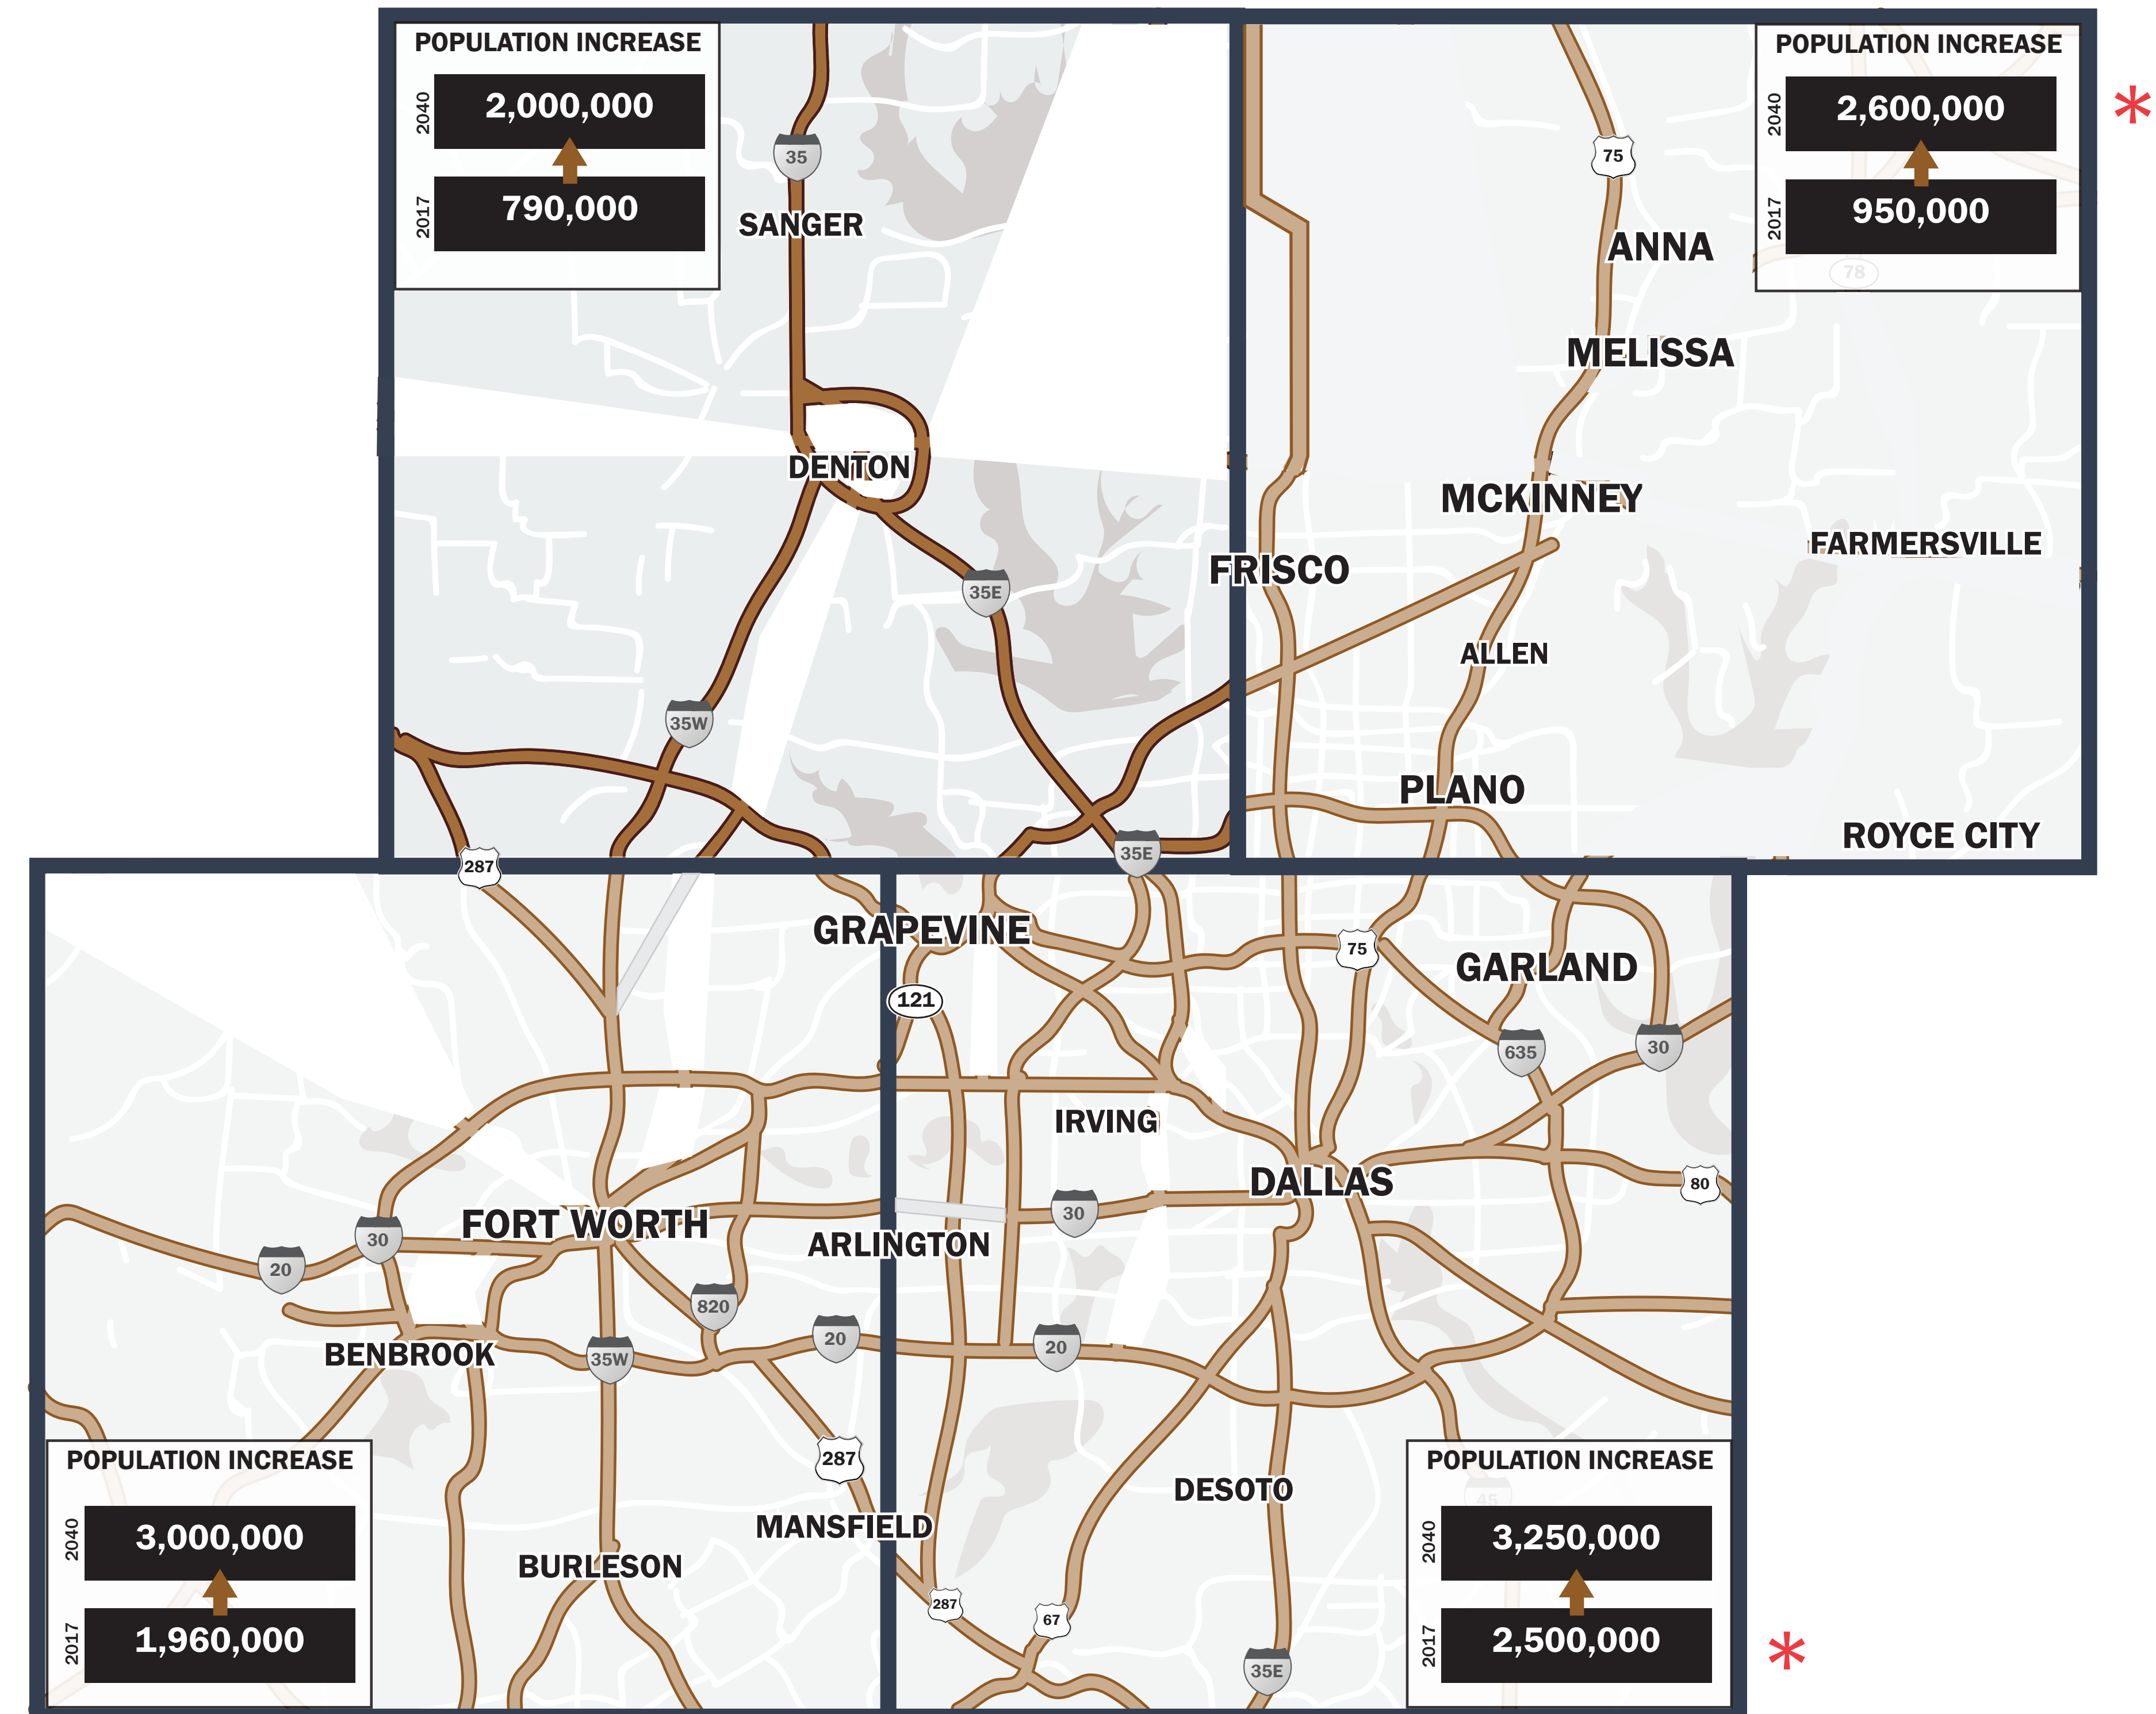 POPULATION INCREASE
2040
2,000,000
2017
790,000
POPULATION INCREASE
2040
2,600,000
*
2017
950,000
78
35
75
SANGER
ANNA
MELISSA
DENTON
MCKINNEY
FARMERSVILLE
FRISCO
35E
ALLEN
35W
PLANO
ROYCE CITY
35E
287
GRAPEVINE
75
GARLAND
121
635
30
IRVING
DALLAS
80
FORT WORTH
30
30
ARLINGTON
20
820
20
20
BENBROOK
35W
287
DESOTO
MANSFIELD
BURLESON
287
67
35E
45
POPULATION INCREASE
2040
3,000,000
2017
1,960,000
POPULATION INCREASE
2040
3,250,000
2017
2,500,000
*